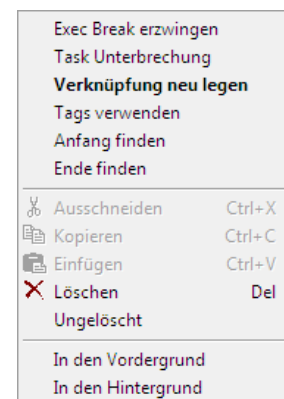 Exec Break erzwingen
Task Unterbrechung
Verknüpfung neu legen
Tags verwenden
Anfang finden
Ende finden
Ausschneiden Ctrl+X
Kopieren Ctrl+C
Einfügen Ctrl+V
Löschen Del
Ungelöscht
In den Vordergrund
In den Hintergrund